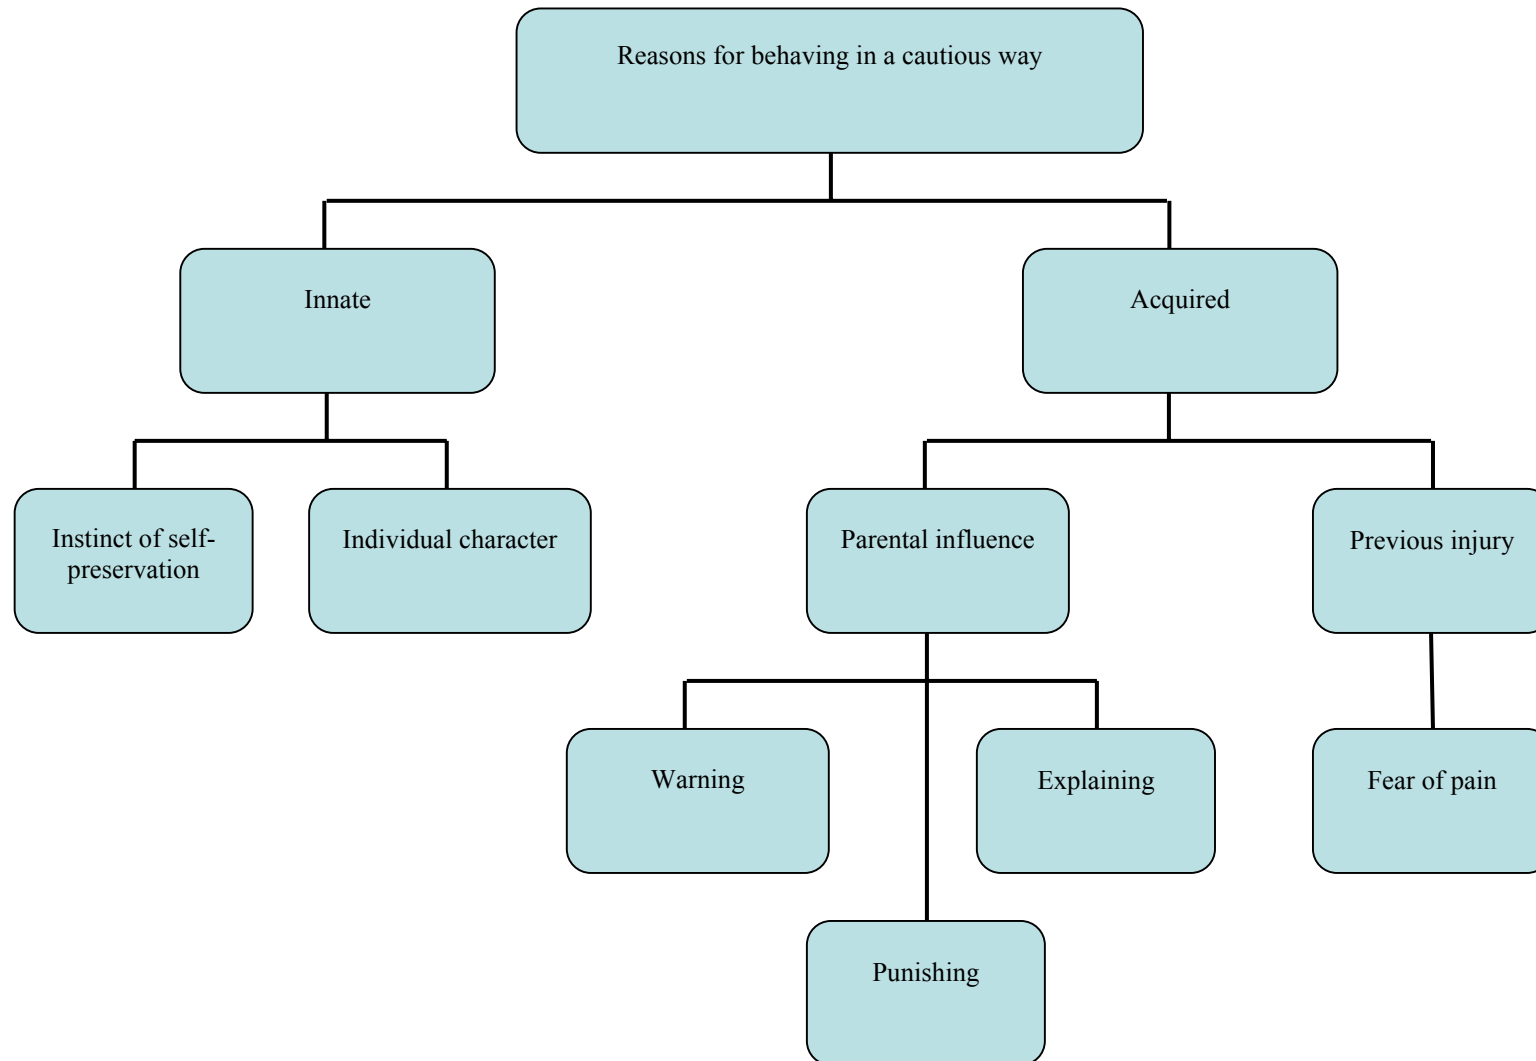 Reasons for behaving in a cautious way
Innate
Acquired
Instinct of self-
preservation
Individual character
Parental influence
Previous injury
Warning
Explaining
Fear of pain
Punishing